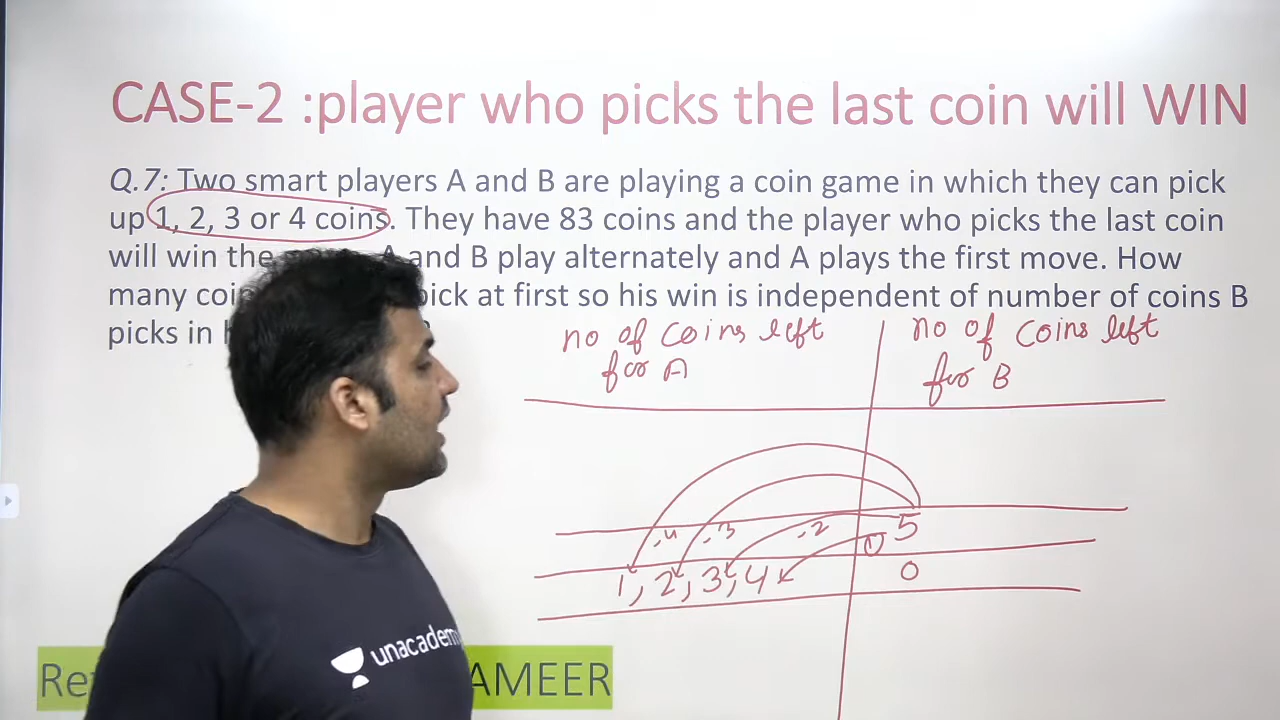 CASE-2 :player who picks the last coin will WIN
Q.7: Two smart players A and B are playing a coin game in which they can pick
up 1, 2, 3 or 4 coins. They have 83 coins and the player who picks the last coin
will win the A and B play alternately and A plays the first move. How
many pick at first so his win is independent of number of coins B
picks in
no of coins left
for A
no of coins left
for B
-4 -3 -2 5
1
1, 2, 3, 4 0
unacademy
AMEER